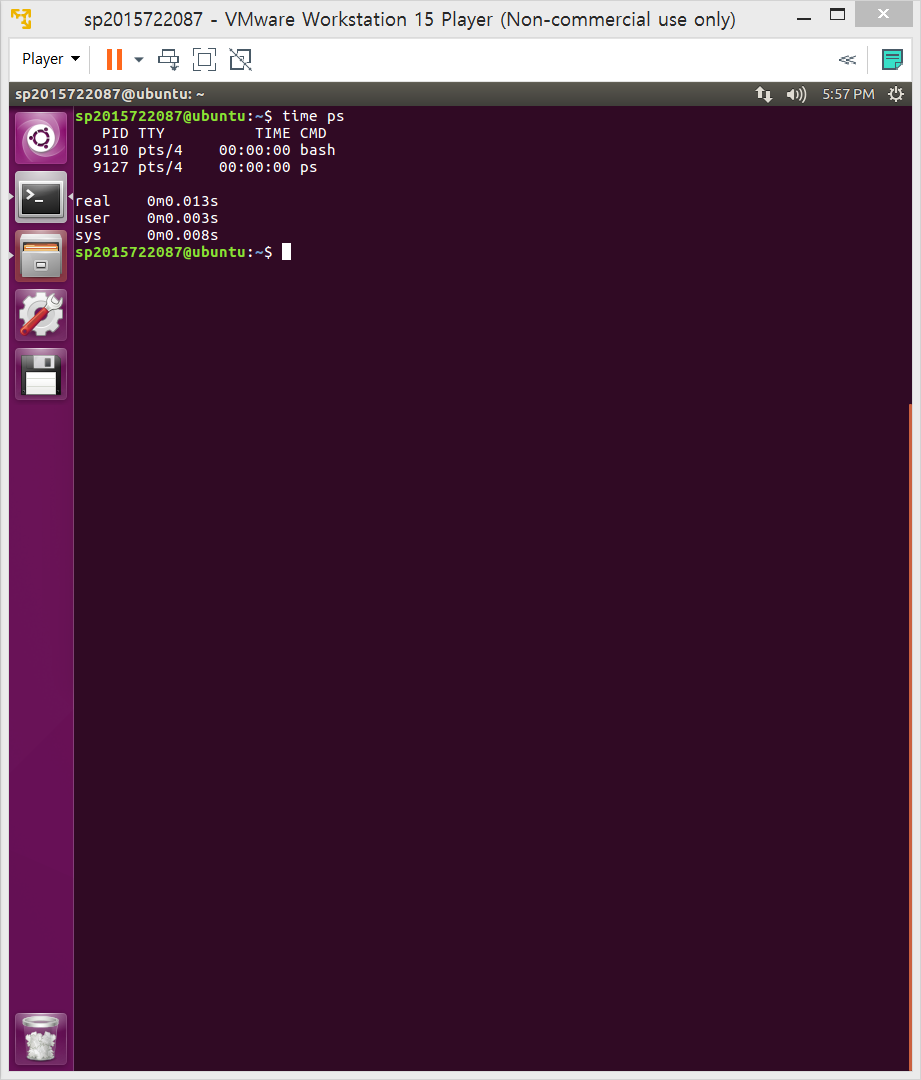 sp2015722087 - VMware Workstation 15 Player (Non-commercial use only)
Player
sp2015722087@ubuntu: ~
5:57 PM
sp2015722087@ubuntu:~$ time ps
PID TTY TIME CMD
9110 pts/4 00:00:00 bash
9127 pts/4 00:00:00 ps
real 0m0.013s
user 0m0.003s
sys 0m0.008s
sp2015722087@ubuntu:~$